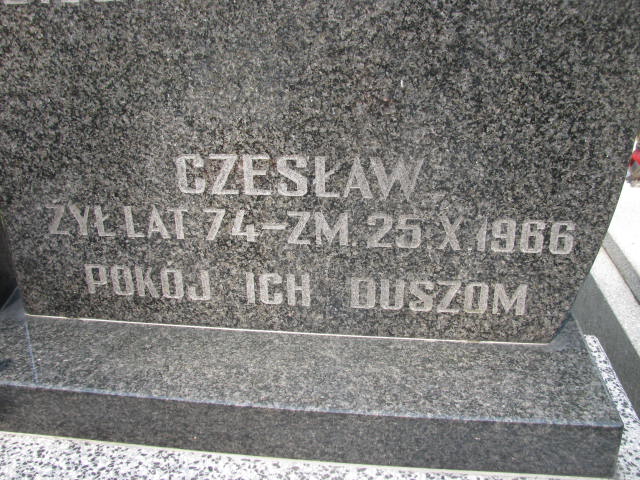 CZESŁAW
ŻYŁ LAT 74 – ZM. 25.X.1966
POKÓJ ICH DUSZOM